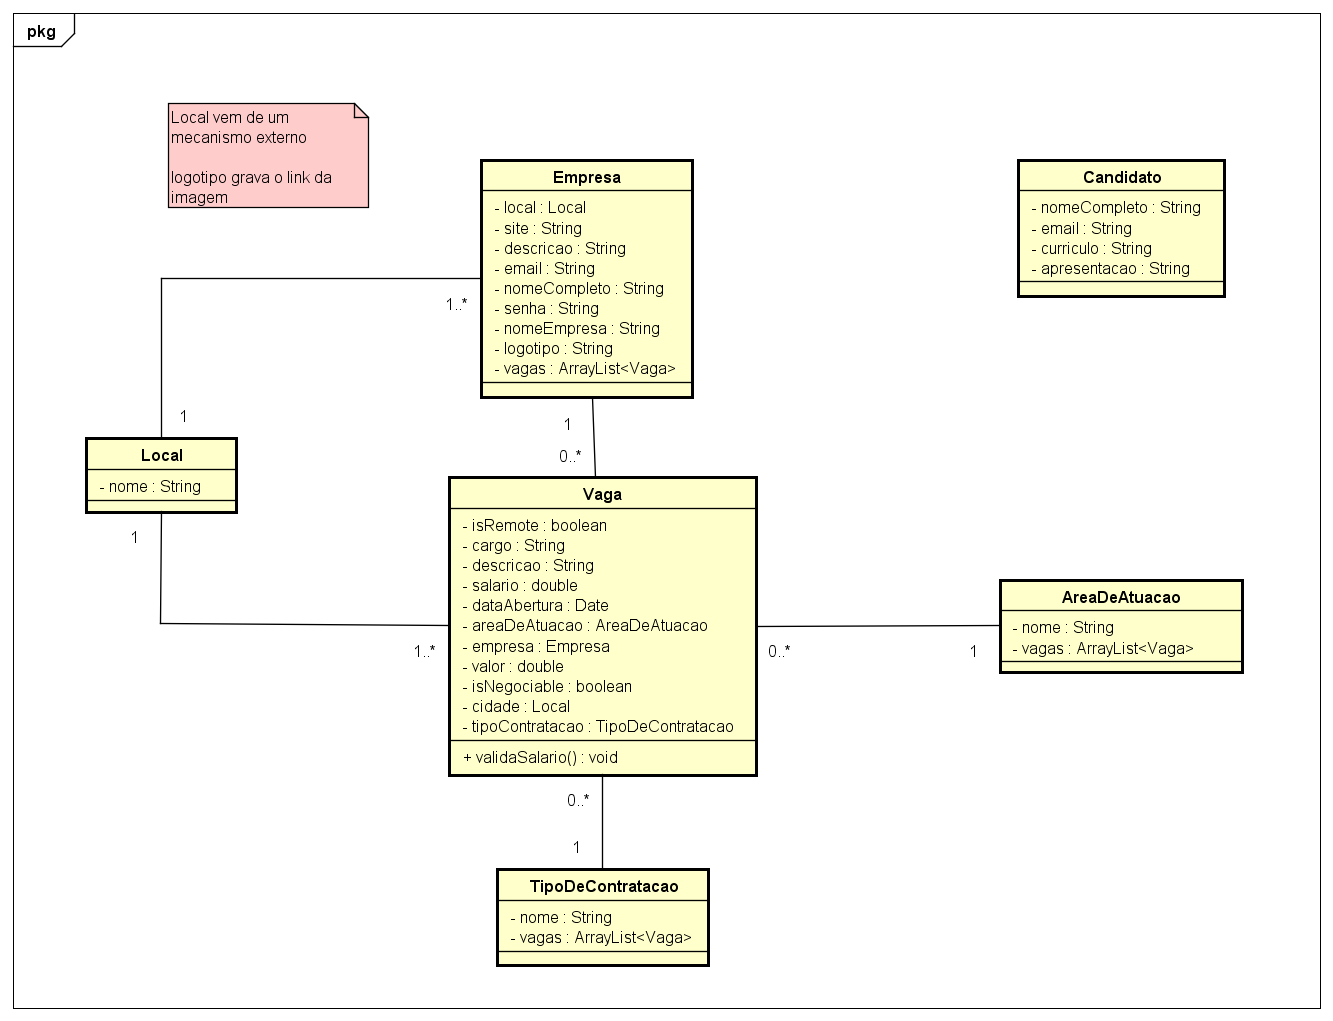 pkg
Local vem de um
mecanismo externo
logotipo grava o link da
imagem
Empresa
- local : Local
- site : String
- descricao : String
- email : String
- nomeCompleto : String
- senha : String
- nomeEmpresa : String
- logotipo : String
- vagas : ArrayList<Vaga>
Candidato
- nomeCompleto : String
- email : String
- curriculo : String
- apresentacao : String
1..*
1
1
0..*
Local
- nome : String
1
1..*
Vaga
- isRemote : boolean
- cargo : String
- descricao : String
- salario : double
- dataAbertura : Date
- areaDeAtuacao : AreaDeAtuacao
- empresa : Empresa
- valor : double
- isNegociable : boolean
- cidade : Local
- tipoContratacao : TipoDeContratacao
+ validaSalario() : void
0..*
1
AreaDeAtuacao
- nome : String
- vagas : ArrayList<Vaga>
0..*
1
TipoDeContratacao
- nome : String
- vagas : ArrayList<Vaga>